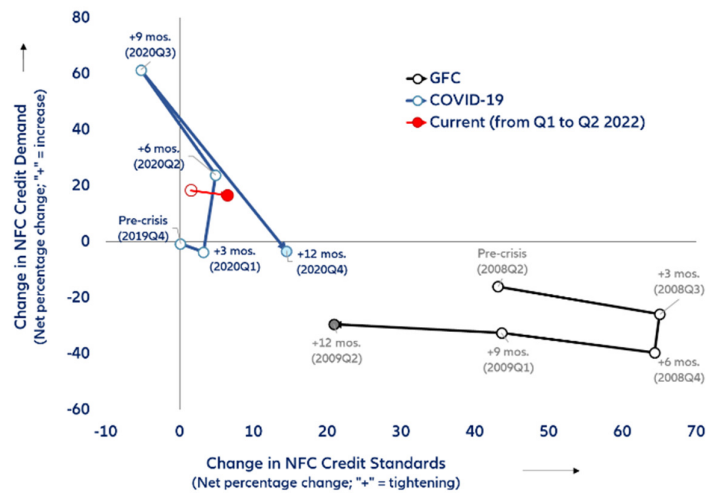 80
60
40
20
0
-20
-40
-60
-10
0
10
20
30
40
50
60
70
Change in NFC Credit Demand
(Net percentage change; "+" = increase)
Change in NFC Credit Standards
(Net percentage change; "+" = tightening)
GFC
COVID-19
Current (from Q1 to Q2 2022)
+9 mos.
(2020Q3)
+6 mos.
(2020Q2)
Pre-crisis
(2019Q4)
+3 mos.
(2020Q1)
+12 mos.
(2020Q4)
Pre-crisis
(2008Q2)
+3 mos.
(2008Q3)
+12 mos.
(2009Q2)
+9 mos.
(2009Q1)
+6 mos.
(2008Q4)